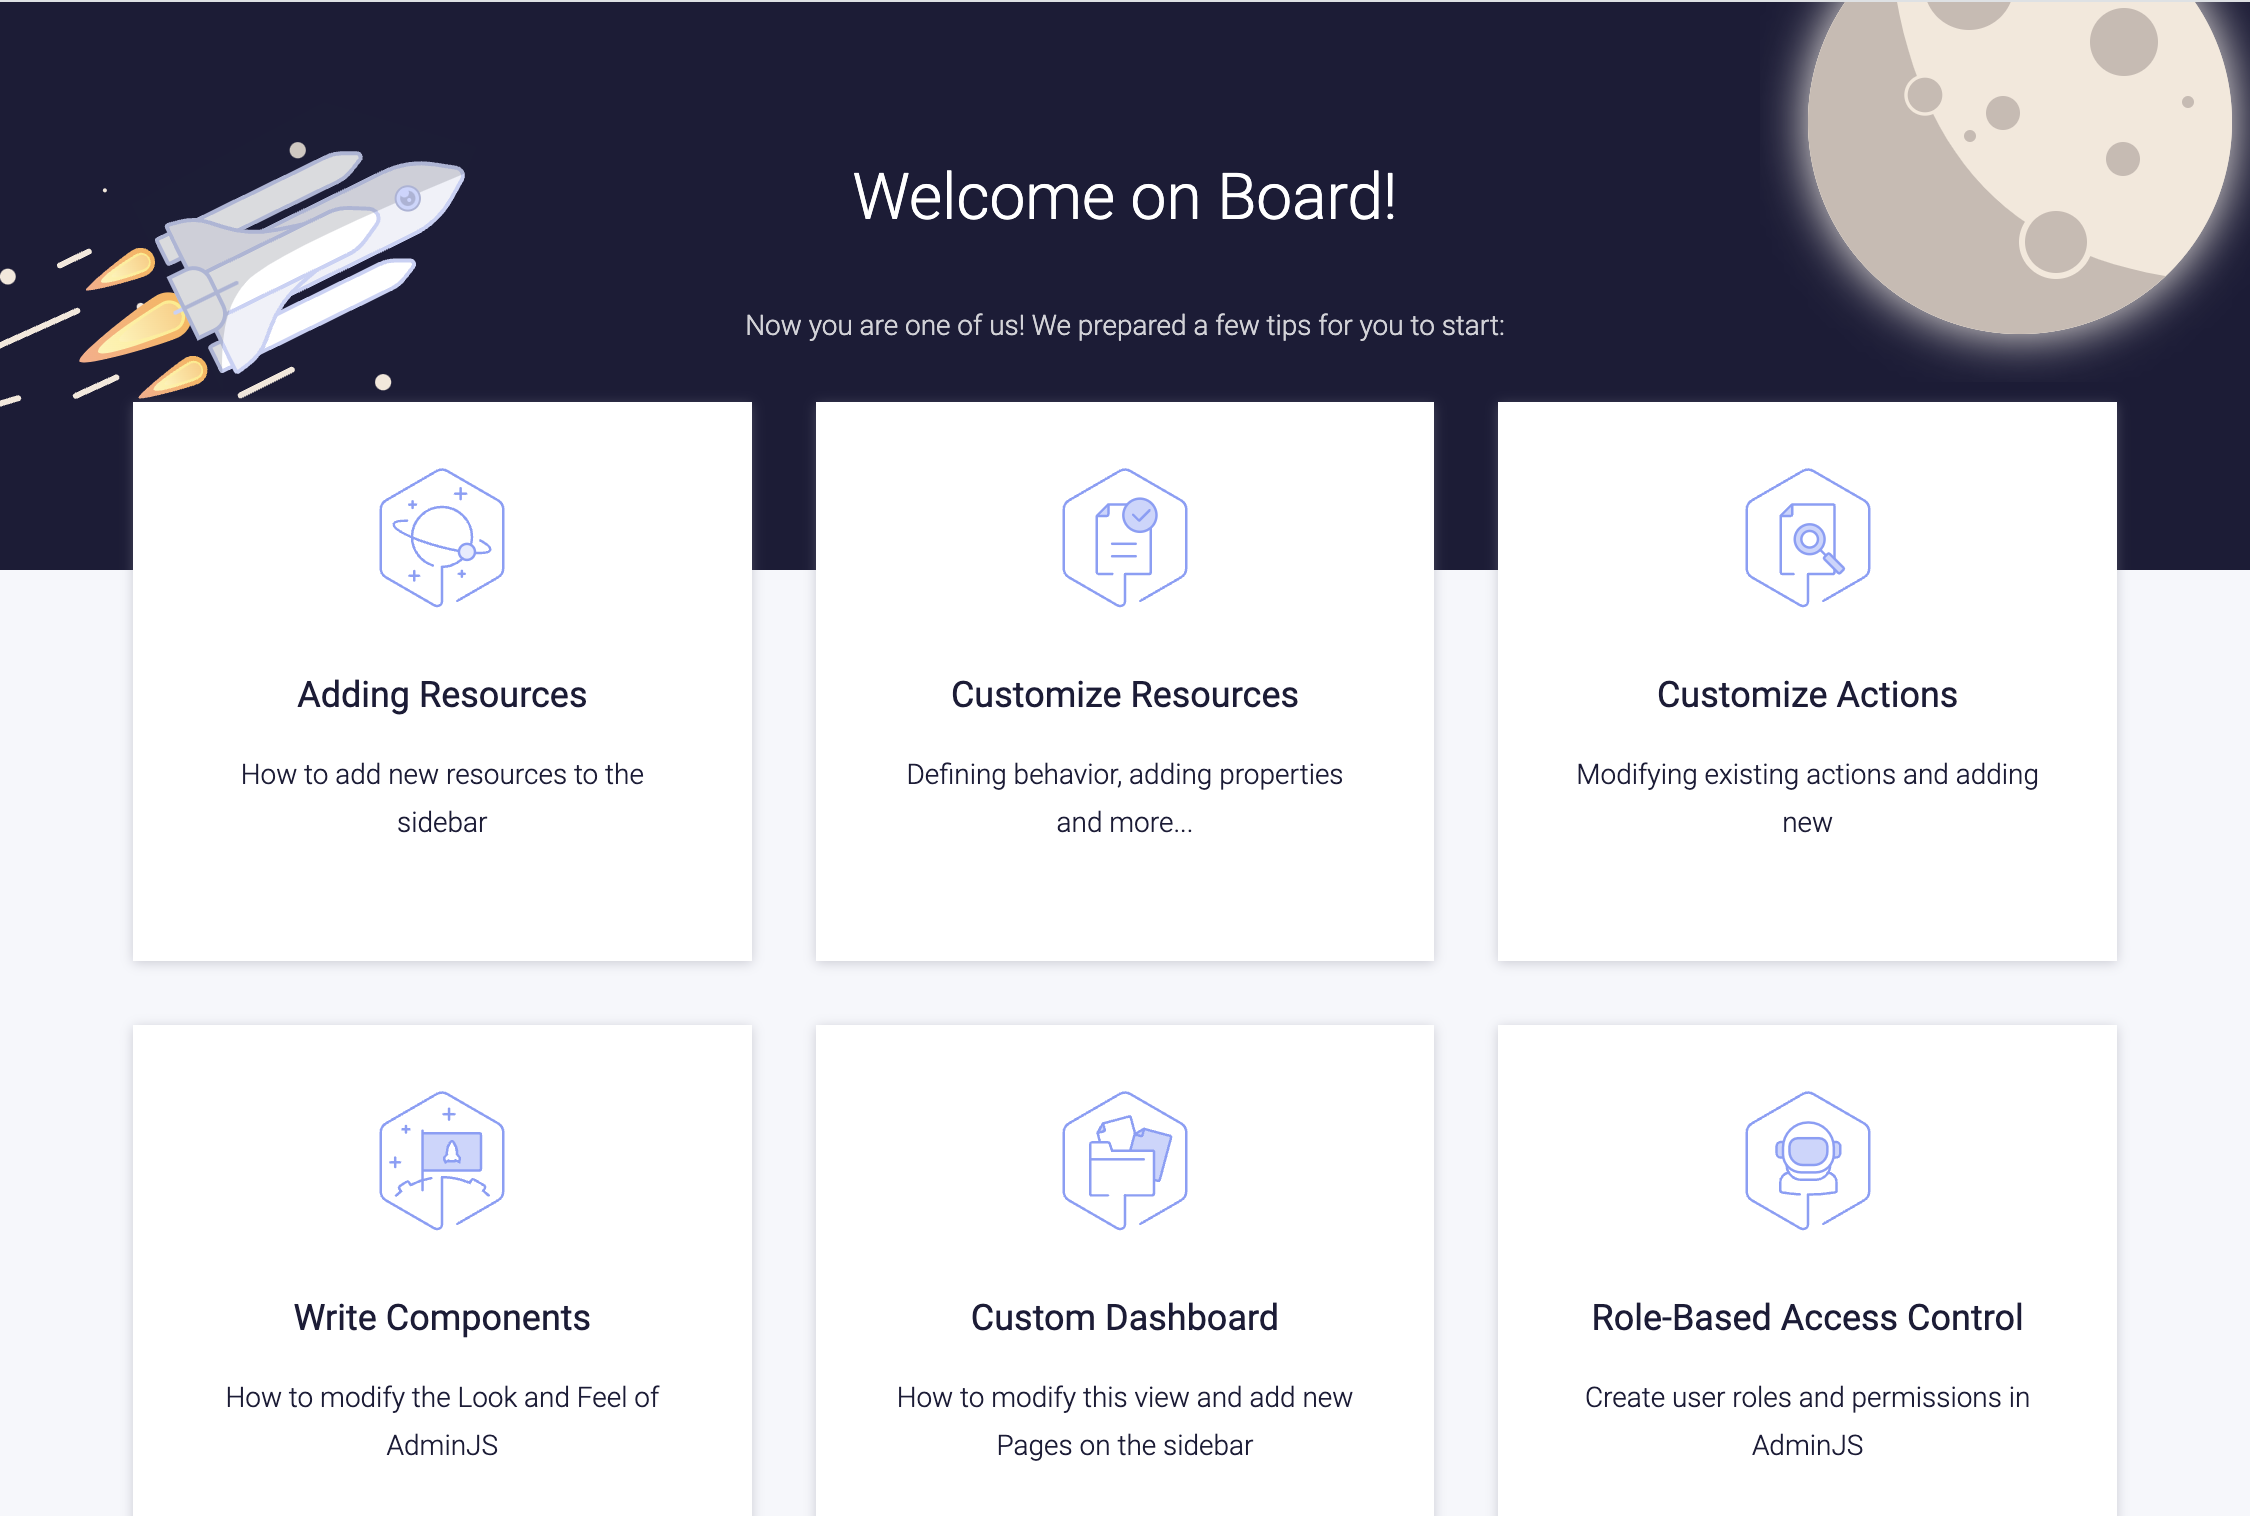 Welcome on Board!
Now you are one of us! We prepared a few tips for you to start:
Adding Resources
How to add new resources to the
sidebar
Customize Resources
Defining behavior, adding properties
and more...
Customize Actions
Modifying existing actions and adding
new
Write Components
How to modify the Look and Feel of
AdminJS
Custom Dashboard
How to modify this view and add new
Pages on the sidebar
Role-Based Access Control
Create user roles and permissions in
AdminJS